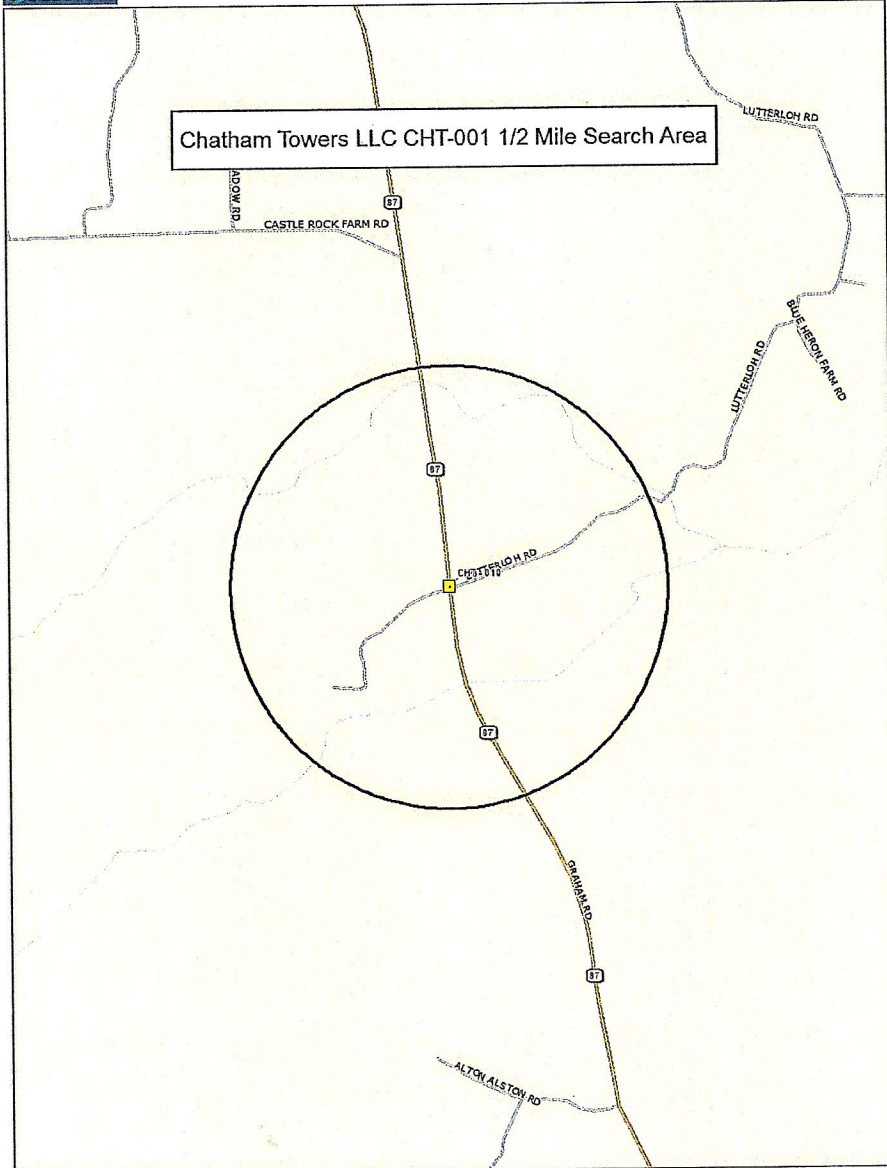 LUTTERLOH RD
Chatham Towers LLC CHT-001 1/2 Mile Search Area
ADOW RD
87
CASTLE ROCK FARM RD
BLUE HERON FARM RD
LUTTERLOH RD
87
87
GRAHAM RD
87
ALTON ALSTON RD